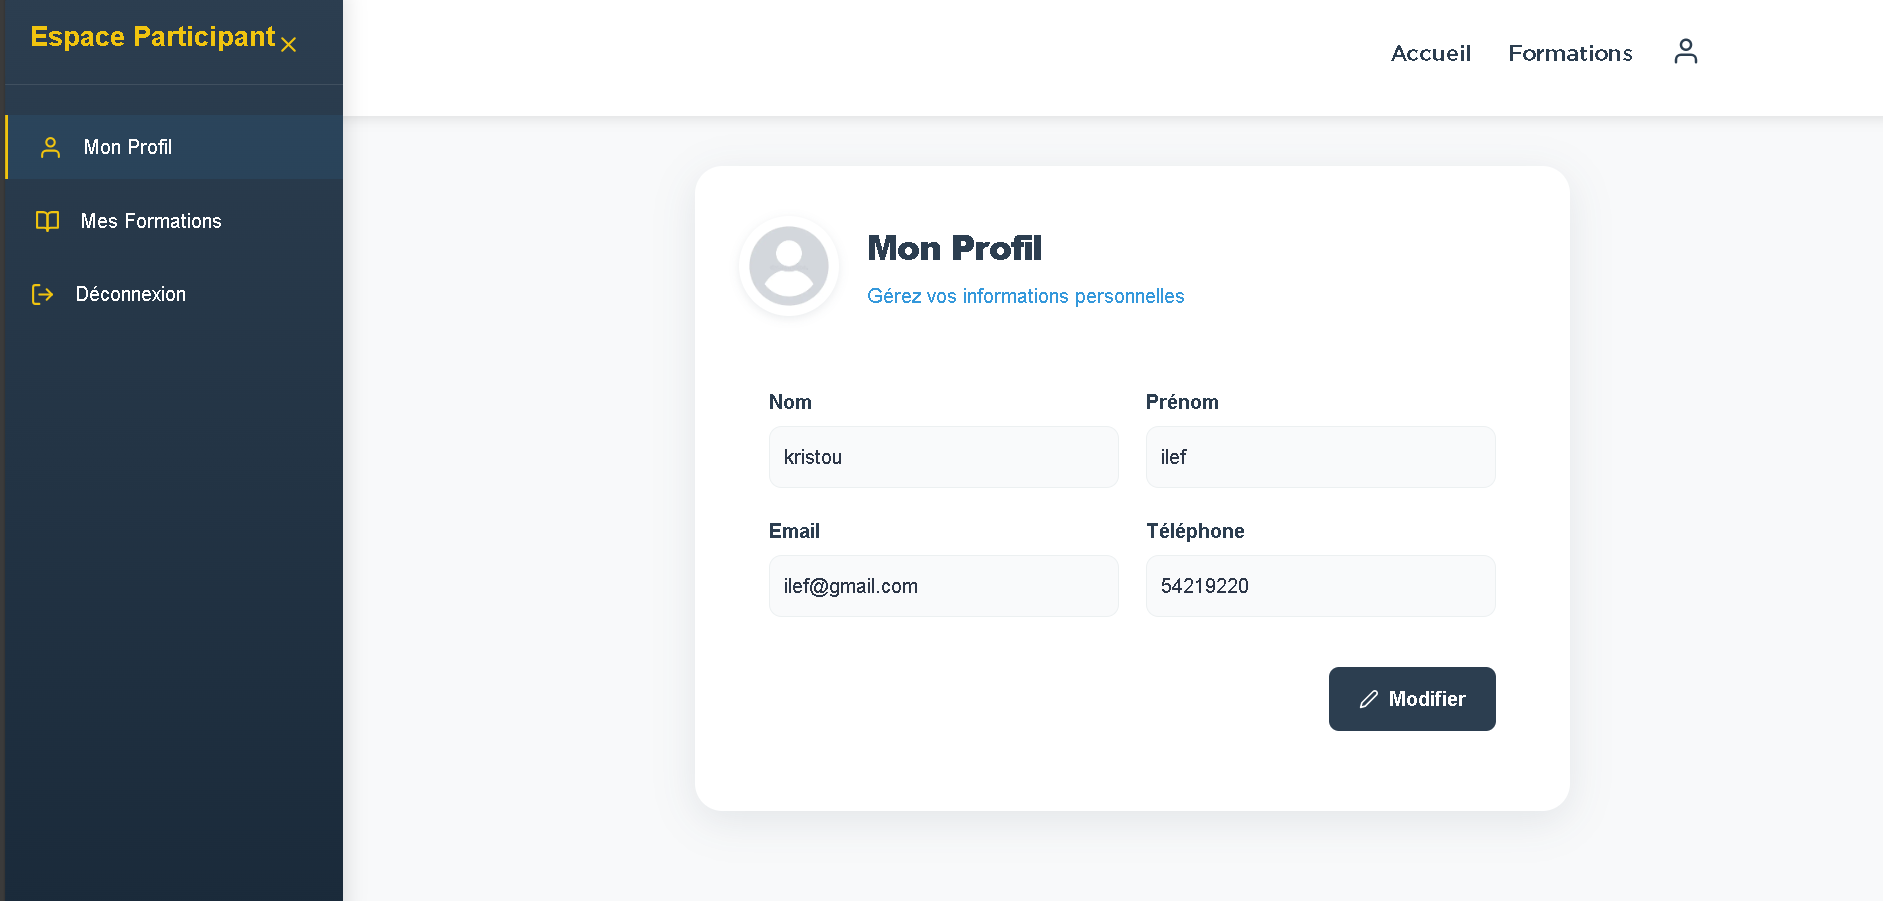 Espace Participant
Accueil
Formations
Mon Profil
Mes Formations
Déconnexion
Mon Profil
Gérez vos informations personnelles
Nom
Prénom
kristou
ilef
Email
Téléphone
ilef@gmail.com
54219220
Modifier